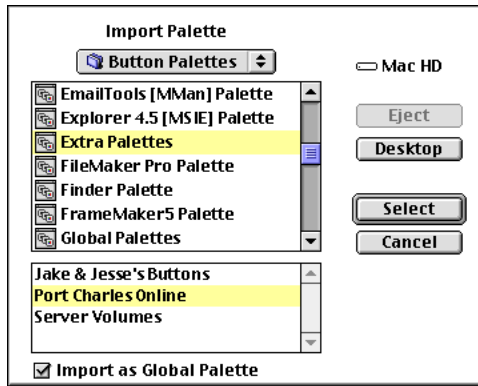 Import Palette
Button Palettes
Mac HD
EmailTools [MMan] Palette
Explorer 4.5 [MSIE] Palette
Extra Palettes
FileMaker Pro Palette
Finder Palette
FrameMaker5 Palette
Global Palettes
Eject
Desktop
Select
Cancel
Jake & Jesse's Buttons
Port Charles Online
Server Volumes
Import as Global Palette